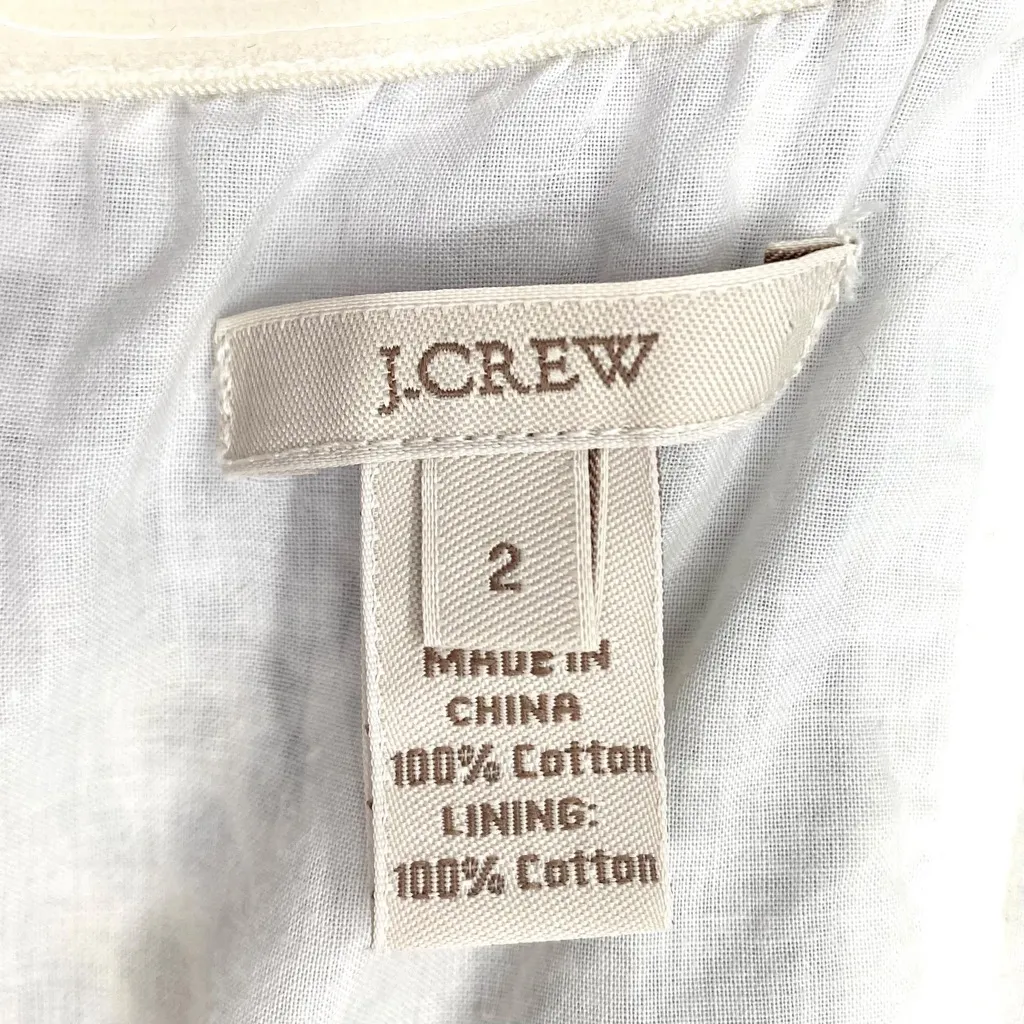 J.CREW
2
MADE IN
CHINA
100% Cotton
LINING:
100% Cotton